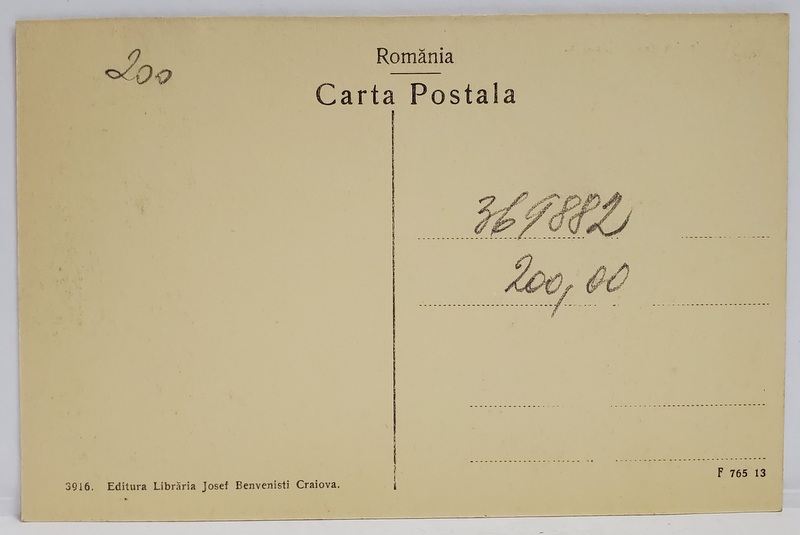 200
România
Carta Postala
369882
200,00
F 765 13
3916. Editura Librăria Josef Benvenisti Craiova.